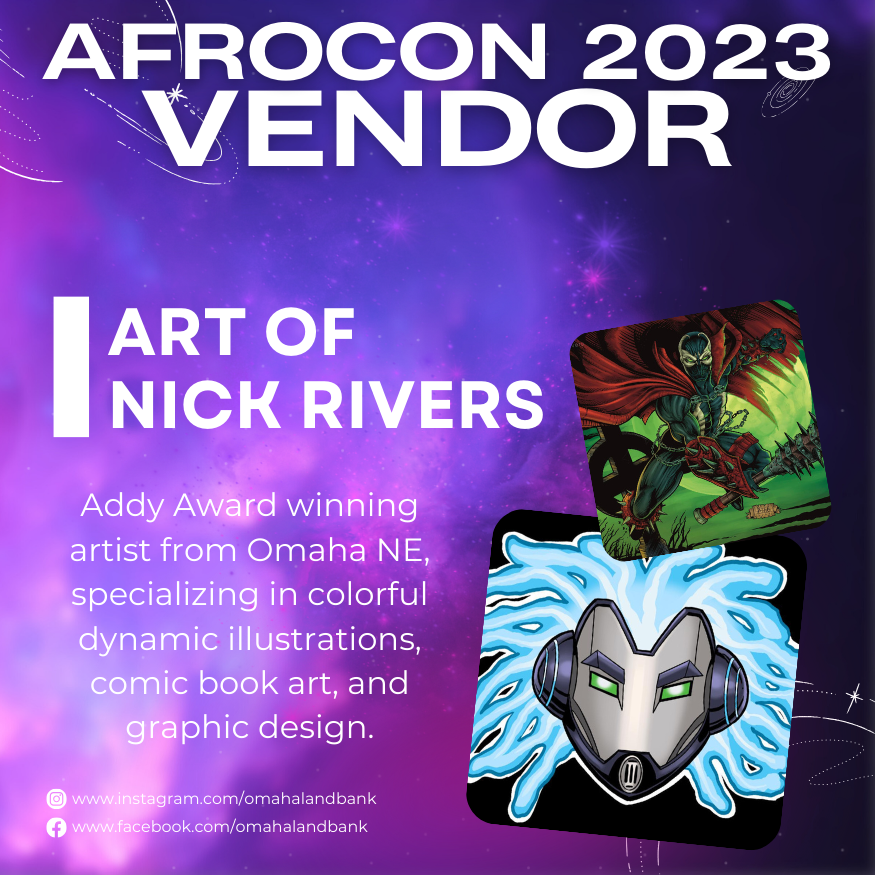 AFROCON 2023
VENDOR
ART OF
NICK RIVERS
Addy Award winning
artist from Omaha NE,
specializing in colorful
dynamic illustrations,
comic book art, and
graphic design.
www.instagram.com/omahalandbank
www.facebook.com/omahalandbank